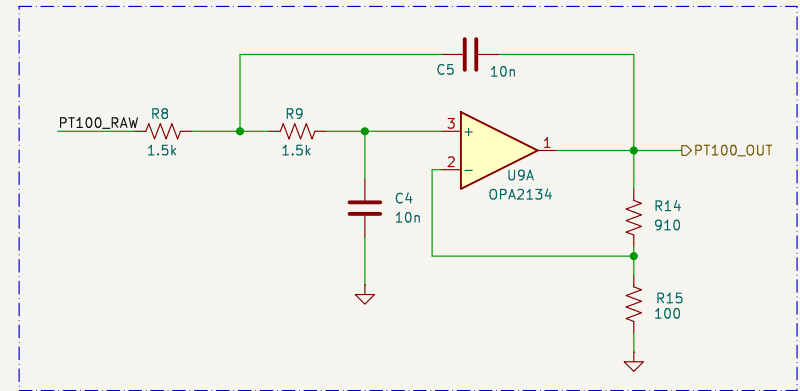 C5
10n
PT100_RAW
R8
1.5k
R9
1.5k
3
+
2
−
1
U9A
OPA2134
PT100_OUT
C4
10n
R14
910
R15
100